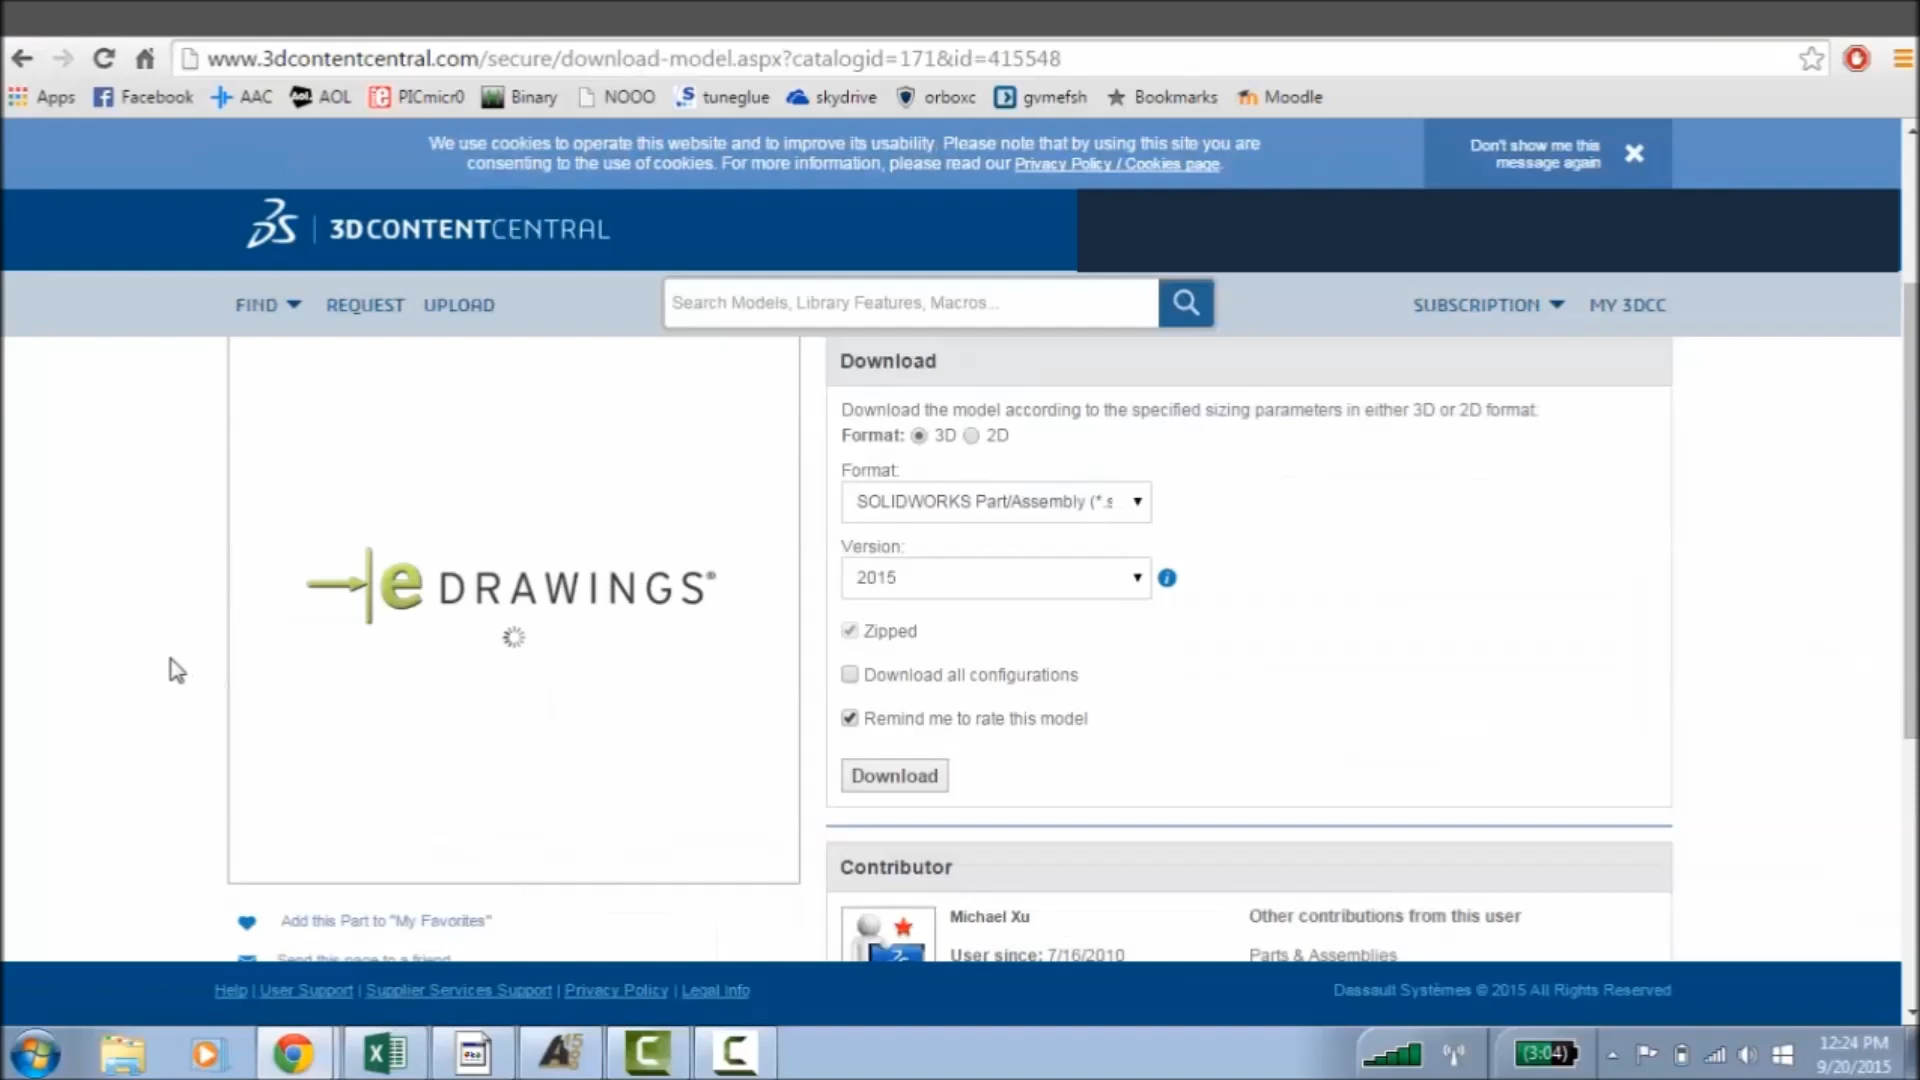 www.3dcontentcentral.com/secure/download-model.aspx?catalogid=171&id=415548
Apps Facebook AAC AOL PICmicr0 Binary NOOO tuneglue skydrive orboxc gvmefsh Bookmarks Moodle
We use cookies to operate this website and to improve its usability. Please note that by using this site you are
consenting to the use of cookies. For more information, please read our Privacy Policy / Cookies page.
Don't show me this
message again
3DCONTENTCENTRAL
FIND REQUEST UPLOAD
Search Models, Library Features, Macros...
SUBSCRIPTION MY 3DCC
Download
Download the model according to the specified sizing parameters in either 3D or 2D format.
Format: 3D 2D
Format:
SOLIDWORKS Part/Assembly (*.s
Version:
2015
Zipped
Download all configurations
Remind me to rate this model
Download
e DRAWINGS®
Add this Part to "My Favorites"
Send this page to a friend
Contributor
Michael Xu
User since: 7/16/2010
Other contributions from this user
Parts & Assemblies
Help | User Support | Supplier Services Support | Privacy Policy | Legal Info
Dassault Systèmes © 2015 All Rights Reserved
(3:04)
12:24 PM
9/20/2015